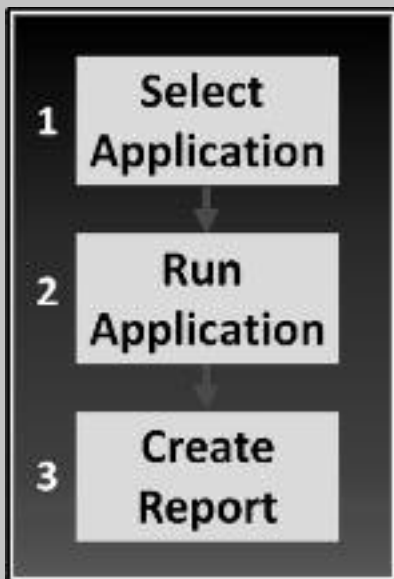 1
Select
Application
2
Run
Application
3
Create
Report